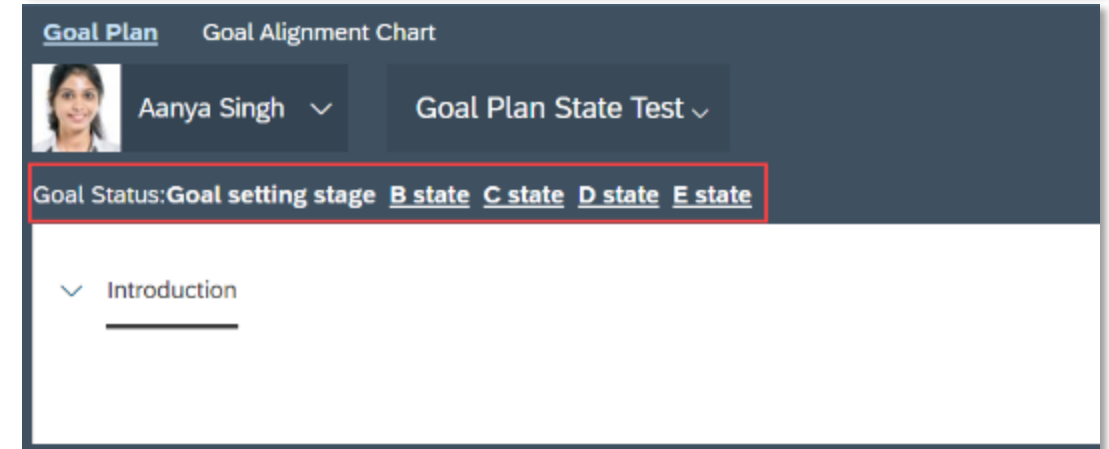 Goal Plan Goal Alignment Chart
Aanya Singh Goal Plan State Test
Goal Status:Goal setting stage B state C state D state E state
Introduction